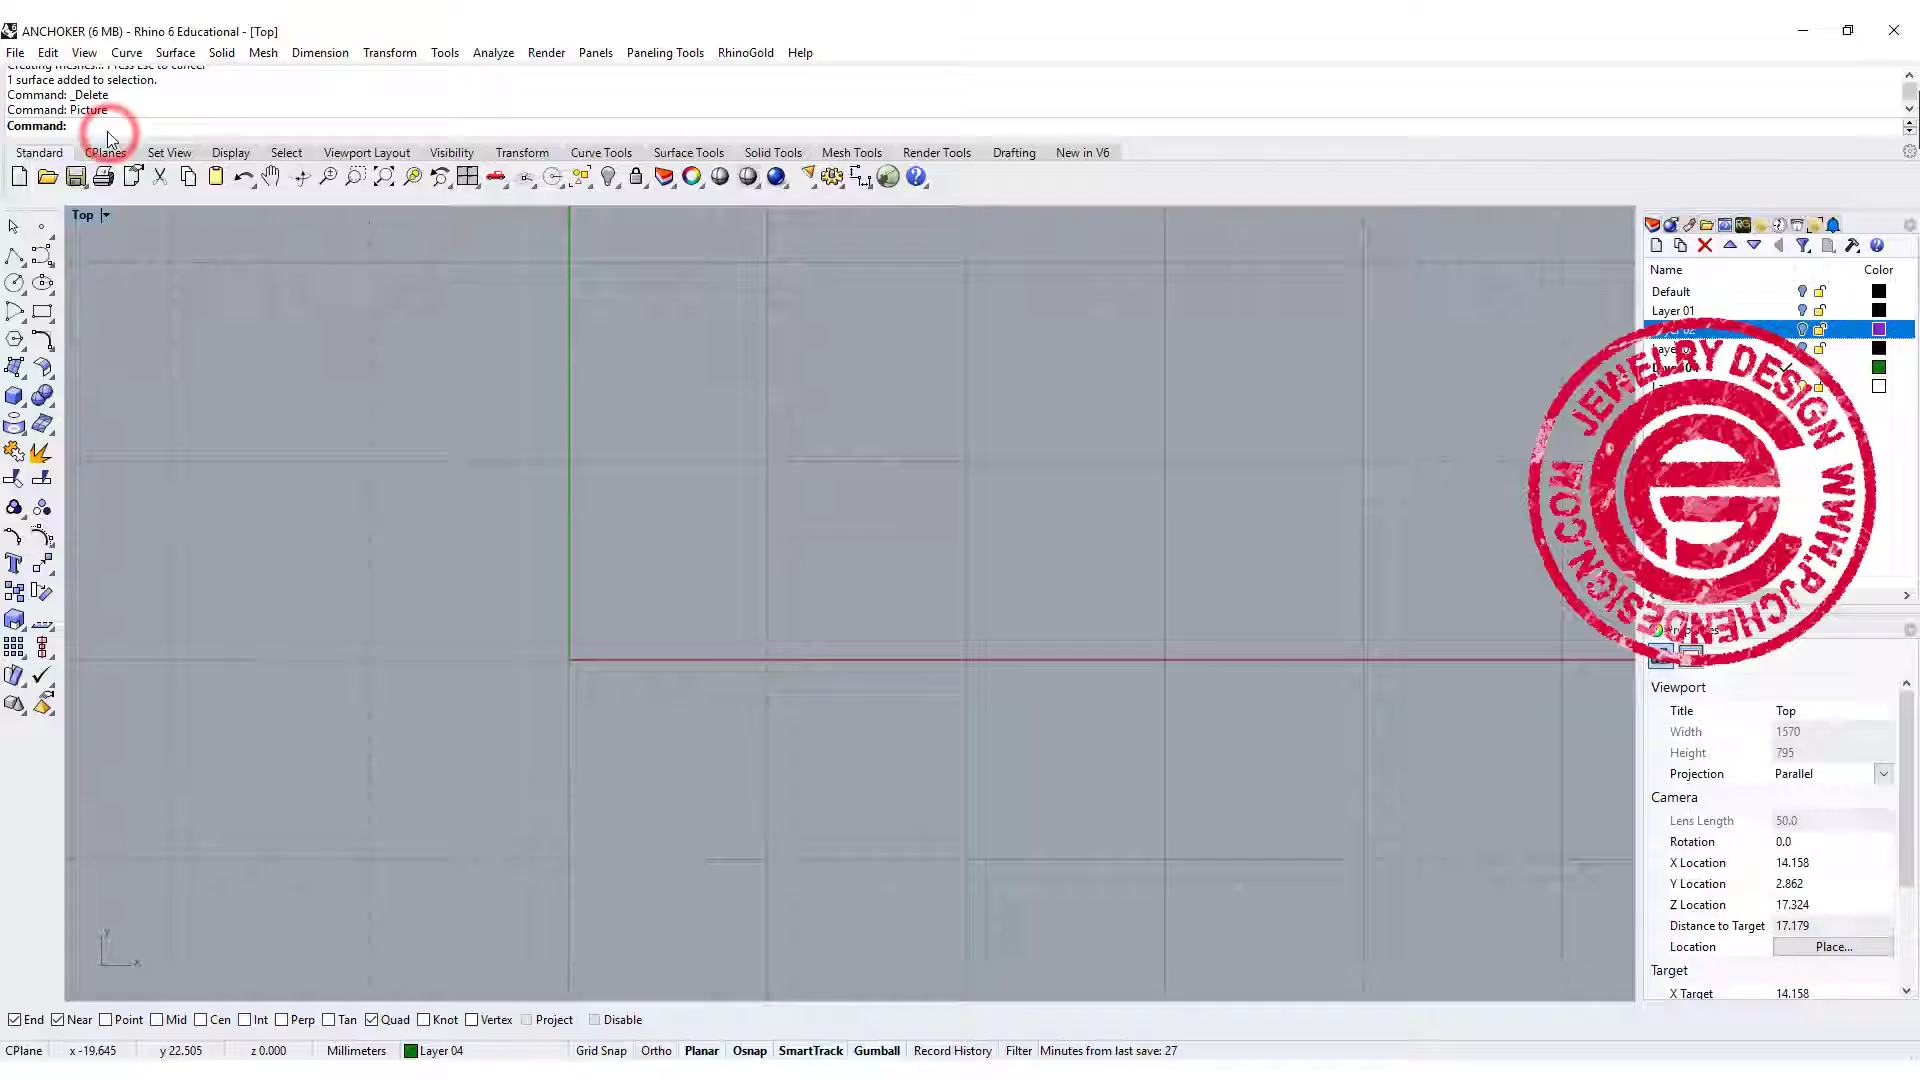 ANCHOKER (6 MB) - Rhino 6 Educational - [Top]
File Edit View Curve Surface Solid Mesh Dimension Transform Tools Analyze Render Panels Paneling Tools RhinoGold Help
Creating meshes... Press Esc to cancel
1 surface added to selection.
Command: _Delete
Command: Picture
Command:
Standard CPlanes Set View Display Select Viewport Layout Visibility Transform Curve Tools Surface Tools Solid Tools Mesh Tools Render Tools Drafting New in V6
Top
Name Color
Default
Layer 01
JEWELRY DESIGN WWW.PJCHENDESIGN.COM
Viewport
Title Top
Width 1570
Height 795
Projection Parallel
Camera
Lens Length 50.0
Rotation 0.0
X Location 14.158
Y Location 2.862
Z Location 17.324
Distance to Target 17.179
Location Place...
Target
X Target 14.158
y
x
End Near Point Mid Cen Int Perp Tan Quad Knot Vertex Project Disable
CPlane x -19.645 y 22.505 z 0.000 Millimeters Layer 04 Grid Snap Ortho Planar Osnap SmartTrack Gumball Record History Filter Minutes from last save: 27